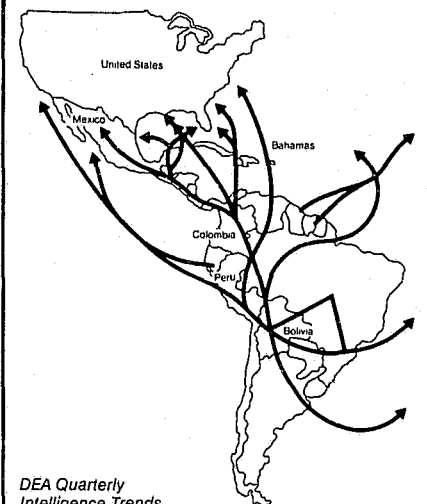 United States
Mexico
Bahamas
Colombia
Peru
Bolivia
DEA Quarterly
Intelligence Trends